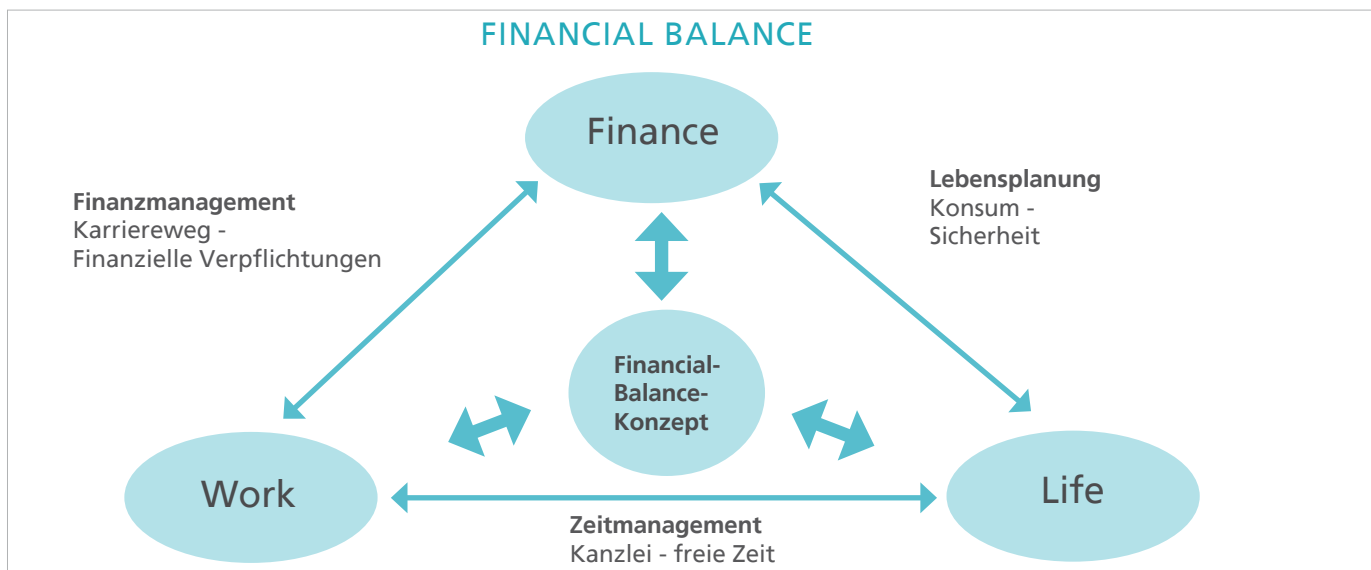 FINANCIAL BALANCE
Finance
Finanzmanagement
Karriereweg -
Finanzielle Verpflichtungen
Lebensplanung
Konsum -
Sicherheit
Financial-
Balance-
Konzept
Work
Life
Zeitmanagement
Kanzlei - freie Zeit